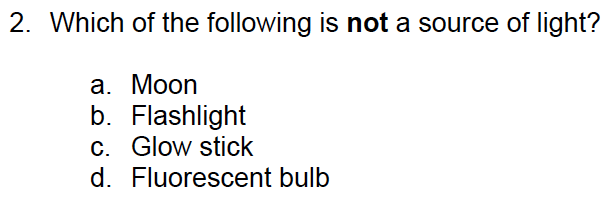 2. Which of the following is not a source of light?
a. Moon
b. Flashlight
c. Glow stick
d. Fluorescent bulb